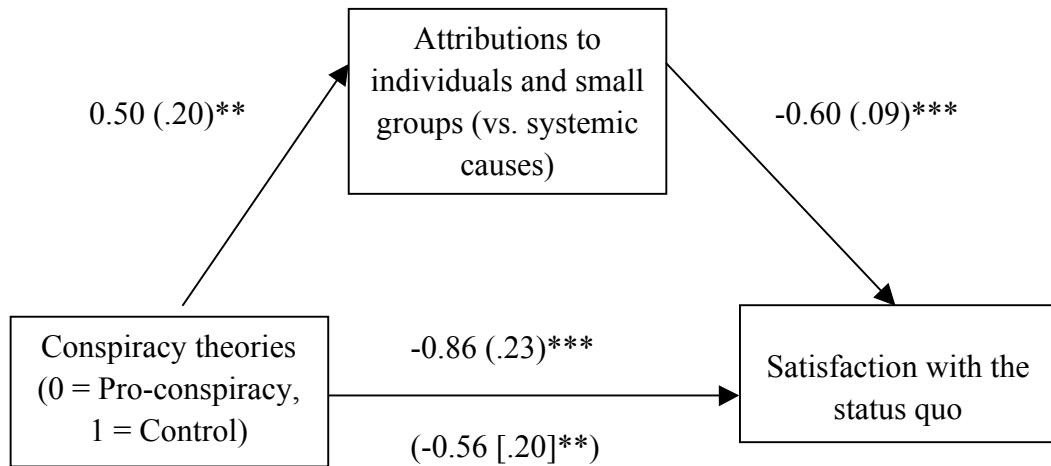 Attributions to
individuals and small
groups (vs. systemic
causes)
0.50 (.20)**
-0.60 (.09)***
Conspiracy theories
(0 = Pro-conspiracy,
1 = Control)
-0.86 (.23)***
(-0.56 [.20]**)
Satisfaction with the
status quo